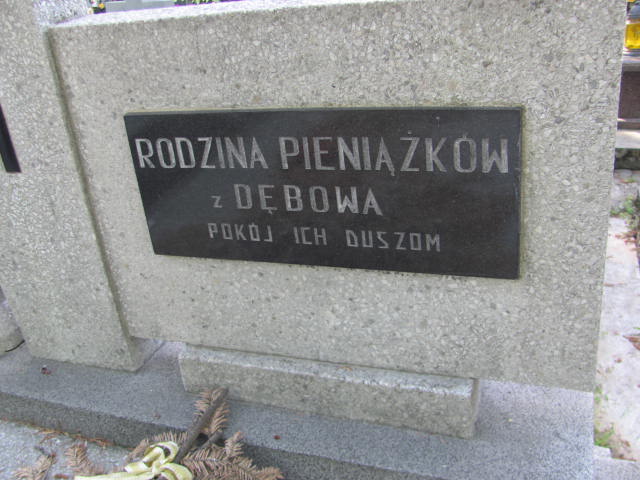 RODZINA PIENIĄŻKÓW
z DĘBOWA
POKÓJ ICH DUSZOM